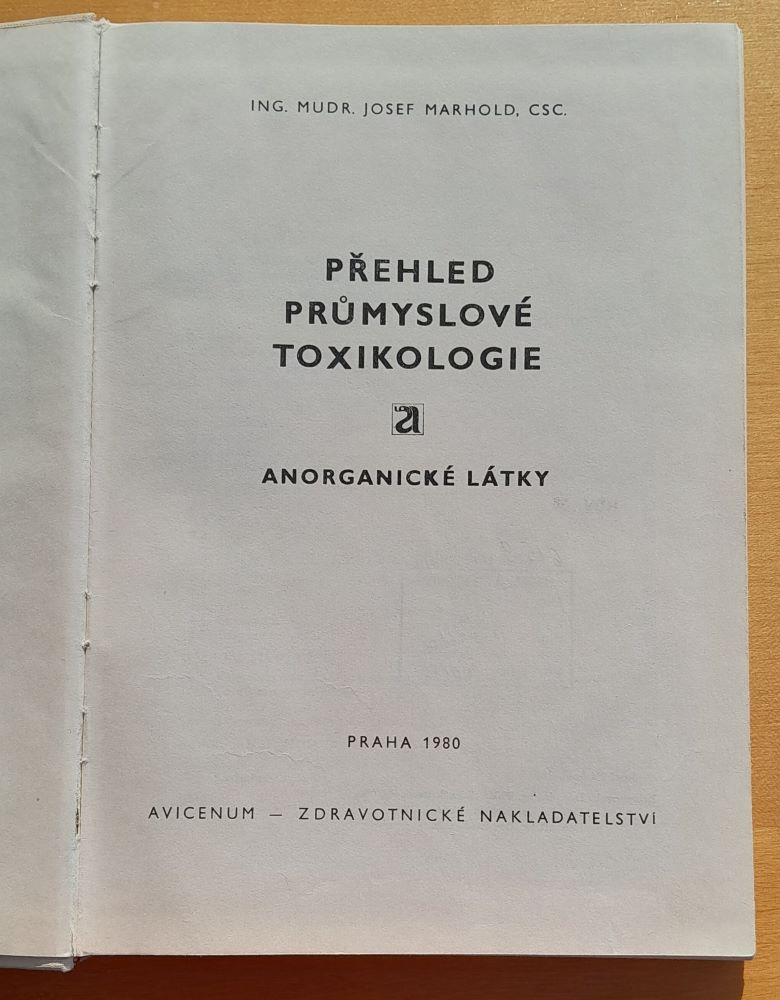 ING. MUDR. JOSEF MARHOLD, CSC.
PŘEHLED
PRŮMYSLOVÉ
TOXIKOLOGIE
a
ANORGANICKÉ LÁTKY
PRAHA 1980
AVICENUM — ZDRAVOTNICKÉ NAKLADATELSTVÍ